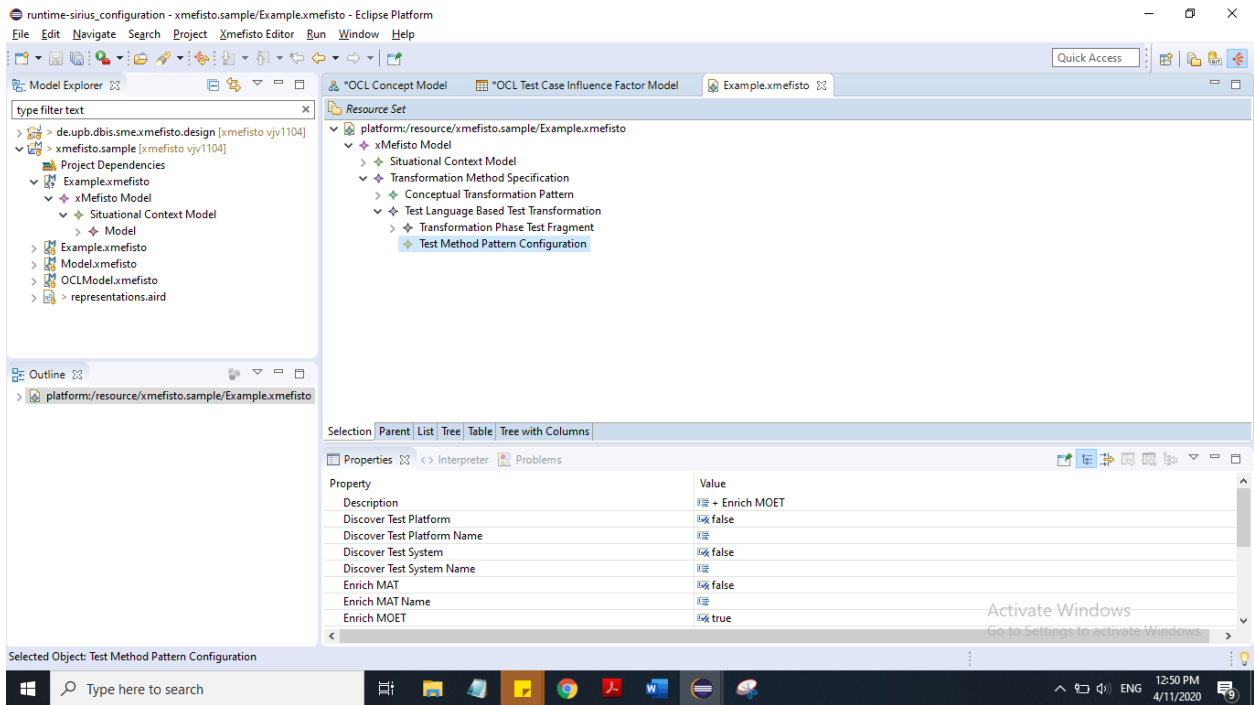 runtime-sirius_configuration - xmefisto.sample/Example.xmefisto - Eclipse Platform
File Edit Navigate Search Project Xmefisto Editor Run Window Help
Quick Access
Model Explorer
type filter text
> de.upb.dbis.sme.xmefisto.design [xmefisto vjv1104]
> xmefisto.sample [xmefisto vjv1104]
Project Dependencies
Example.xmefisto
xMefisto Model
Situational Context Model
Model
Example.xmefisto
Model.xmefisto
OCLModel.xmefisto
> representations.aird
Outline
platform:/resource/xmefisto.sample/Example.xmefisto
*OCL Concept Model *OCL Test Case Influence Factor Model Example.xmefisto
Resource Set
platform:/resource/xmefisto.sample/Example.xmefisto
xMefisto Model
Situational Context Model
Transformation Method Specification
Conceptual Transformation Pattern
Test Language Based Test Transformation
Transformation Phase Test Fragment
Test Method Pattern Configuration
Selection Parent List Tree Table Tree with Columns
Properties Interpreter Problems
Property Value
Description + Enrich MOET
Discover Test Platform false
Discover Test Platform Name
Discover Test System false
Discover Test System Name
Enrich MAT false
Enrich MAT Name
Enrich MOET true
Activate Windows
Go to Settings to activate Windows.
Selected Object: Test Method Pattern Configuration
Type here to search
ENG
12:50 PM
4/11/2020
9